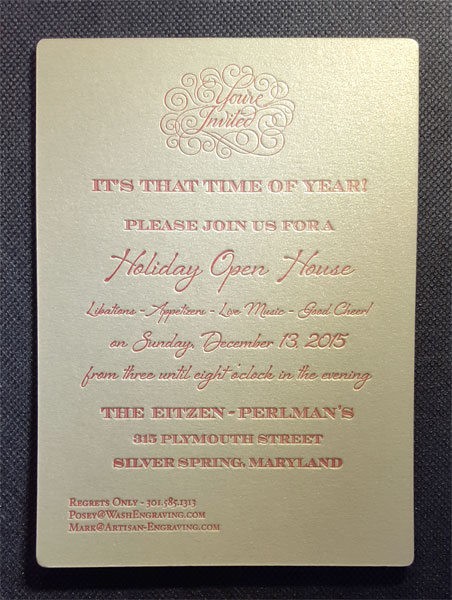 You're
Invited
IT'S THAT TIME OF YEAR!
PLEASE JOIN US FOR A
Holiday Open House
Libations - Appetizers - Live Music - Good Cheer!
on Sunday, December 13, 2015
from three until eight o'clock in the evening
THE EITZEN - PERLMAN'S
315 PLYMOUTH STREET
SILVER SPRING, MARYLAND
Regrets Only - 301.585.1313
Posey@WashEngraving.com
Mark@Artisan-Engraving.com